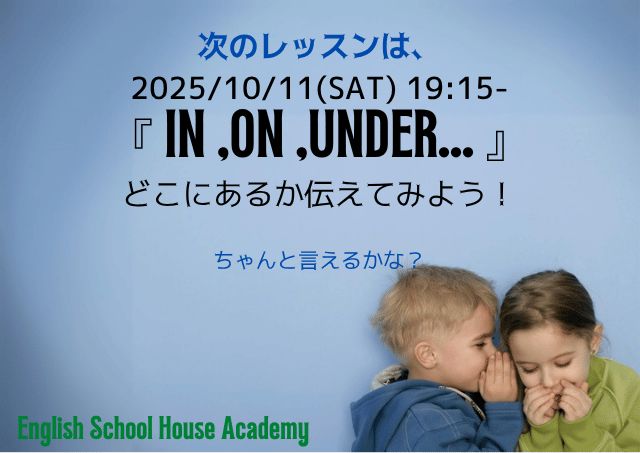 次のレッスンは、
2025/10/11(SAT) 19:15-
『 IN ,ON ,UNDER... 』
どこにあるか伝えてみよう！
ちゃんと言えるかな？
English School House Academy